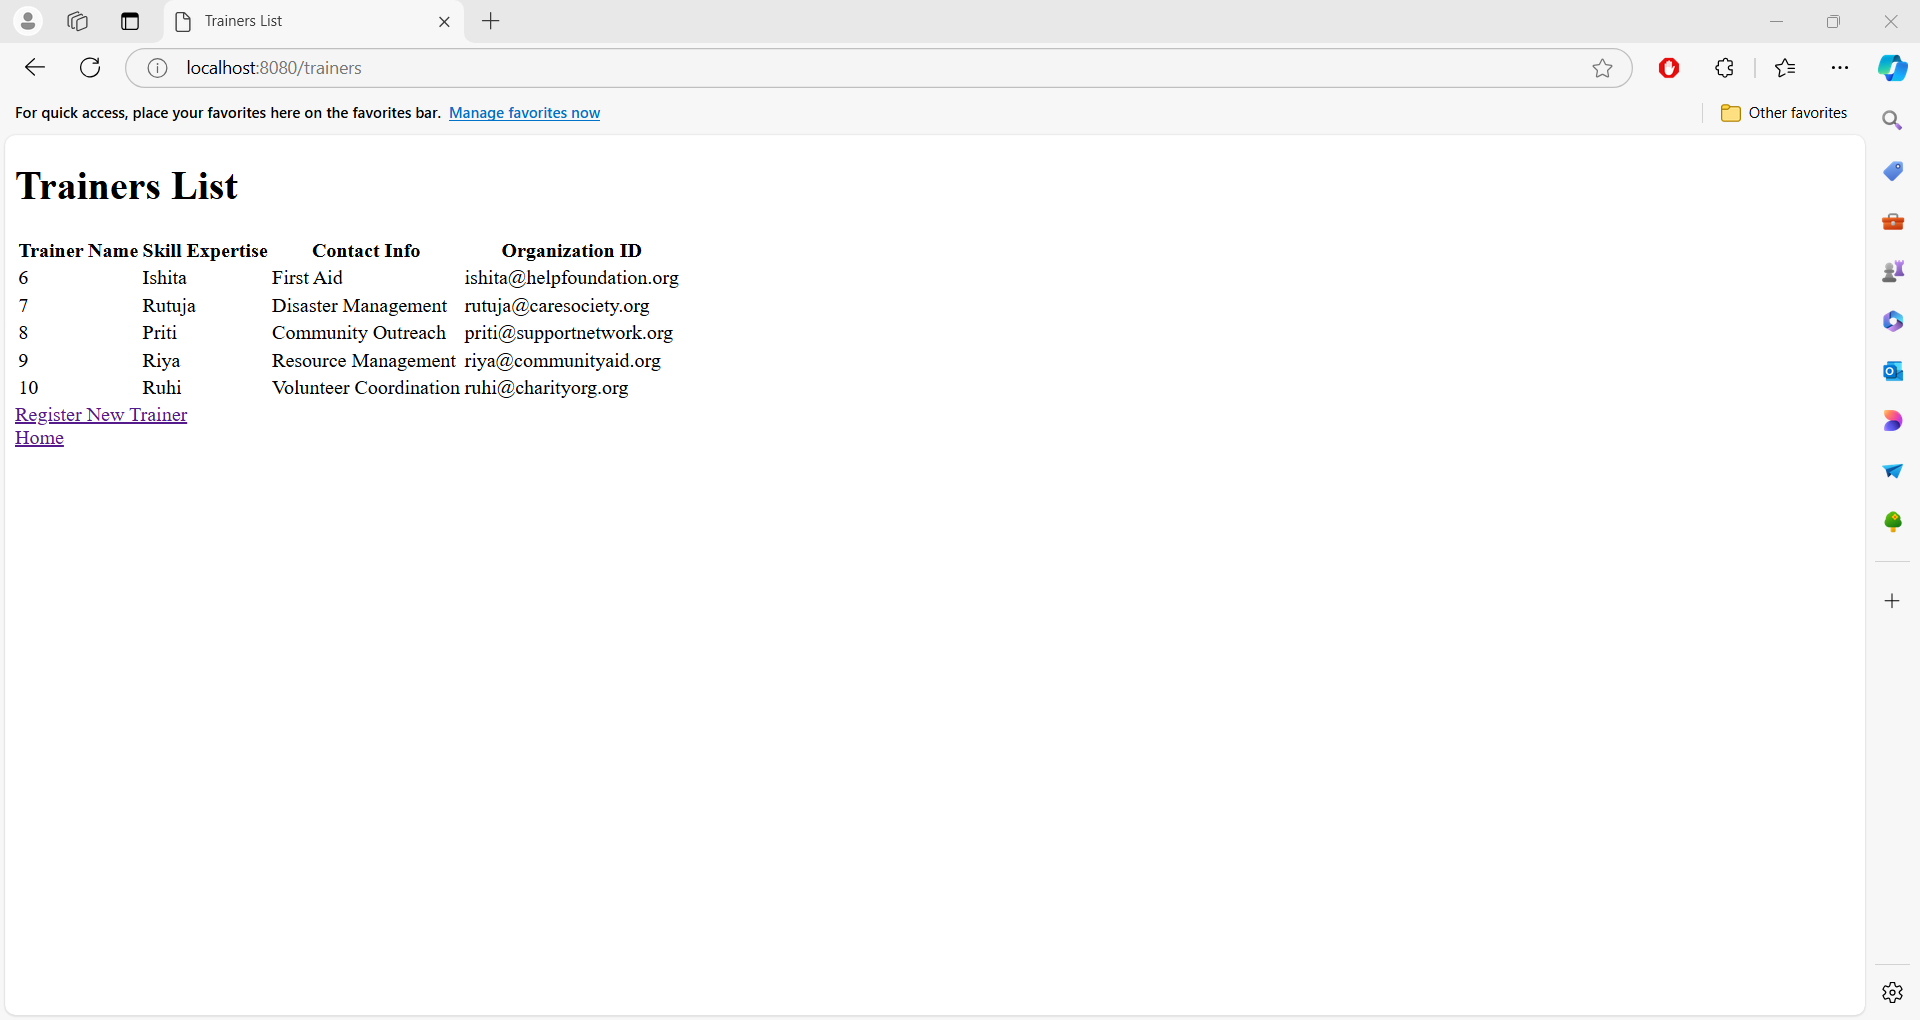 Trainers List
localhost:8080/trainers
For quick access, place your favorites here on the favorites bar. Manage favorites now
Other favorites
Trainers List
Trainer Name Skill Expertise Contact Info Organization ID
6 Ishita First Aid ishita@helpfoundation.org
7 Rutuja Disaster Management rutuja@caresociety.org
8 Priti Community Outreach priti@supportnetwork.org
9 Riya Resource Management riya@communityaid.org
10 Ruhi Volunteer Coordination ruhi@charityorg.org
Register New Trainer
Home